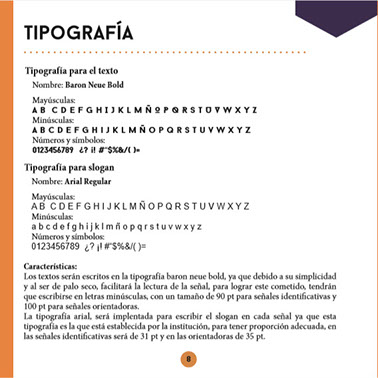 TIPOGRAFÍA
Tipografía para el texto
Nombre: Baron Neue Bold
Mayúsculas:
A B C D E F G H I J K L M Ñ O P Q R S T U V W X Y Z
Minúsculas:
A B C D E F G H I J K L M N Ñ O P Q R S T U V W X Y Z
Números y símbolos:
0123456789 ¿? ¡! #"$%&/( )=
Tipografía para slogan
Nombre: Arial Regular
Mayúsculas:
A B C D E F G H I J K L M N Ñ O P Q R S T U V W X Y Z
Minúsculas:
a b c d e f g h i j k l m n ñ o p q r s t u v w x y z
Números y símbolos:
0123456789 ¿? ¡! #"$%&/( )=
Características:
Los textos serán escritos en la tipografía baron neue bold, ya que debido a su simplicidad
y al ser de palo seco, facilitará la lectura de la señal, para lograr este cometido, tendrán
que escribirse en letras minúsculas, con un tamaño de 90 pt para señales identificativas y
100 pt para señales orientadoras.
La tipografía arial, será implentada para escribir el slogan en cada señal ya que esta
tipografía es la que está establecida por la institución, para tener proporción adecuada, en
las señales identificativas será de 31 pt y en las orientadoras de 35 pt.
8